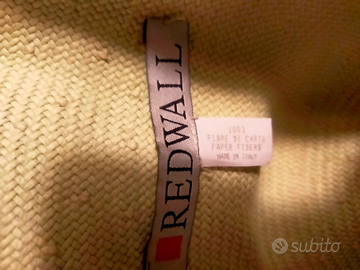 REDWALL
100%
FIBRE DI CARTA
PAPER FIBERS
MADE IN ITALY
subito